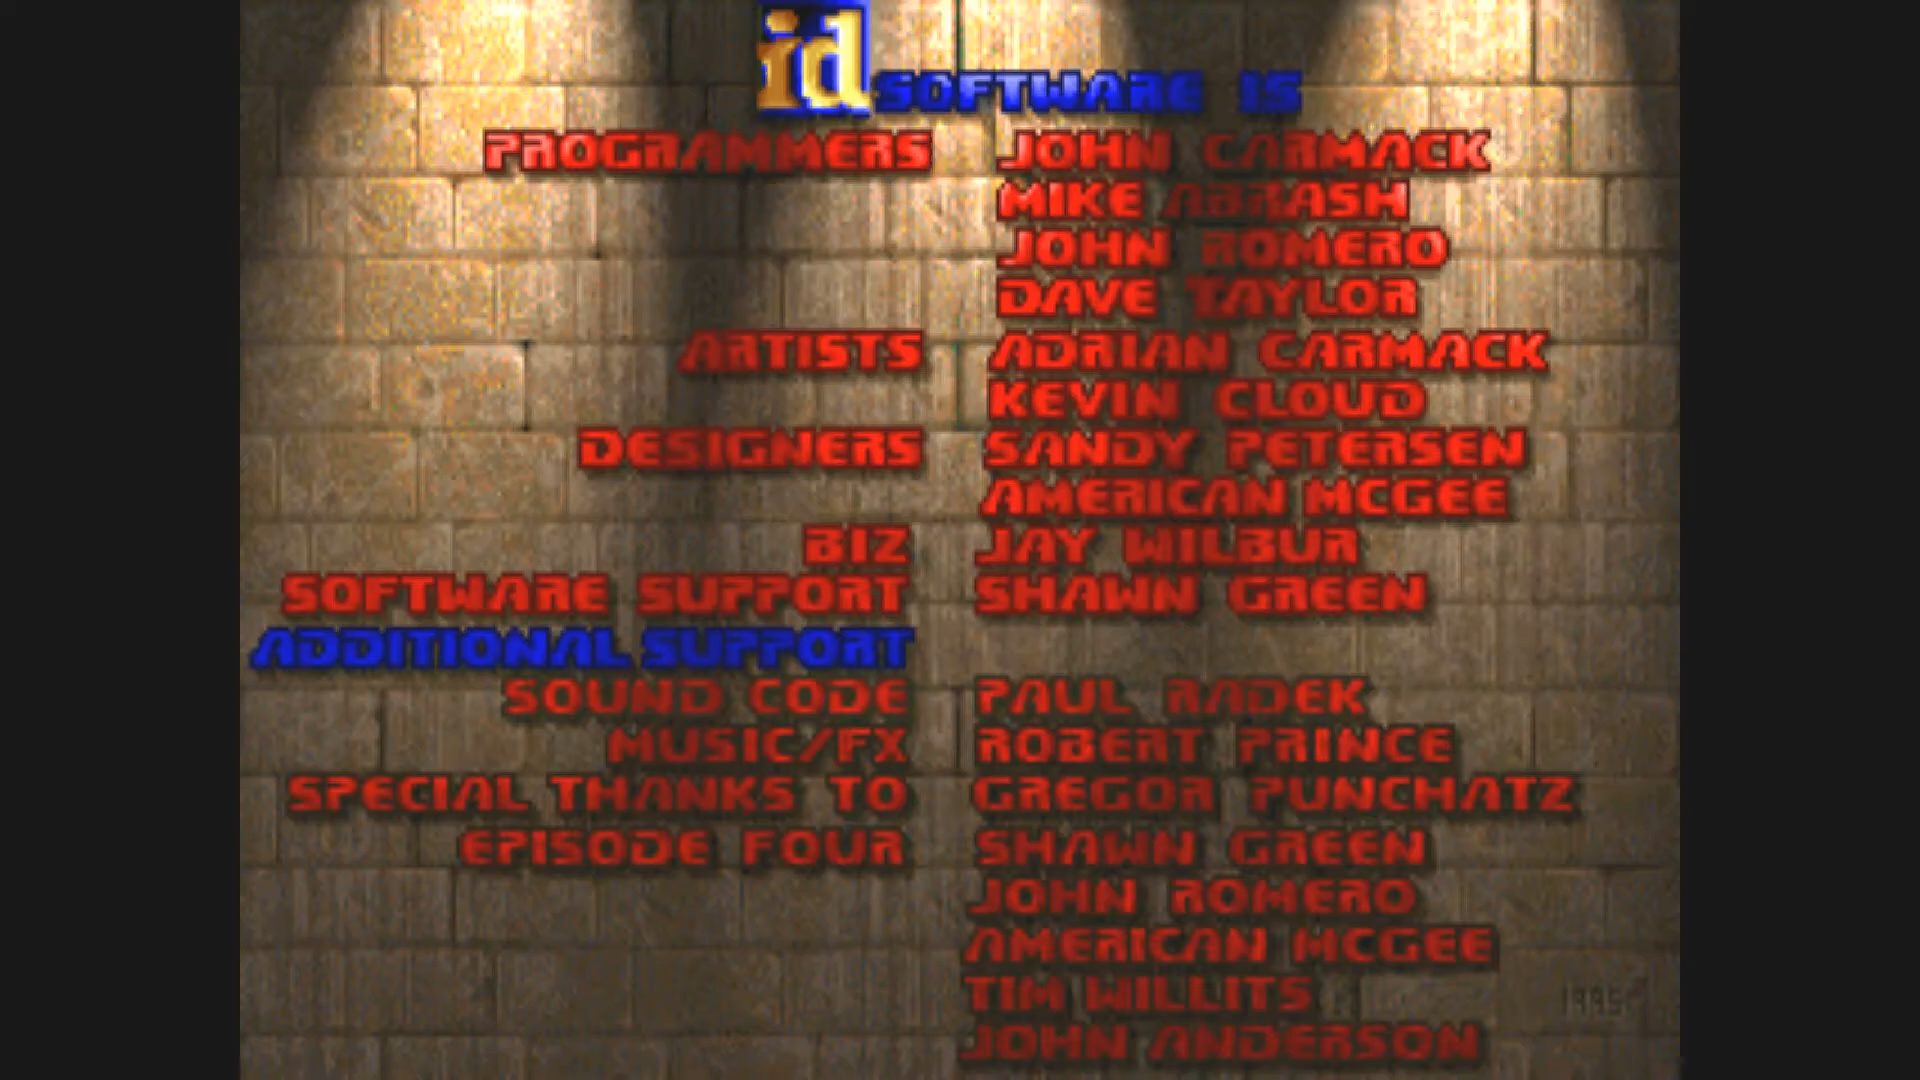 id SOFTWARE IS
PROGRAMMERS JOHN CARMACK
MIKE ABRASH
JOHN ROMERO
DAVE TAYLOR
ARTISTS ADRIAN CARMACK
KEVIN CLOUD
DESIGNERS SANDY PETERSEN
AMERICAN MCGEE
BIZ JAY WILBUR
SOFTWARE SUPPORT SHAWN GREEN
ADDITIONAL SUPPORT
SOUND CODE PAUL RADEK
MUSIC/FX ROBERT PRINCE
SPECIAL THANKS TO GREGOR PUNCHATZ
EPISODE FOUR SHAWN GREEN
JOHN ROMERO
AMERICAN MCGEE
TIM WILLITS
1995
JOHN ANDERSON